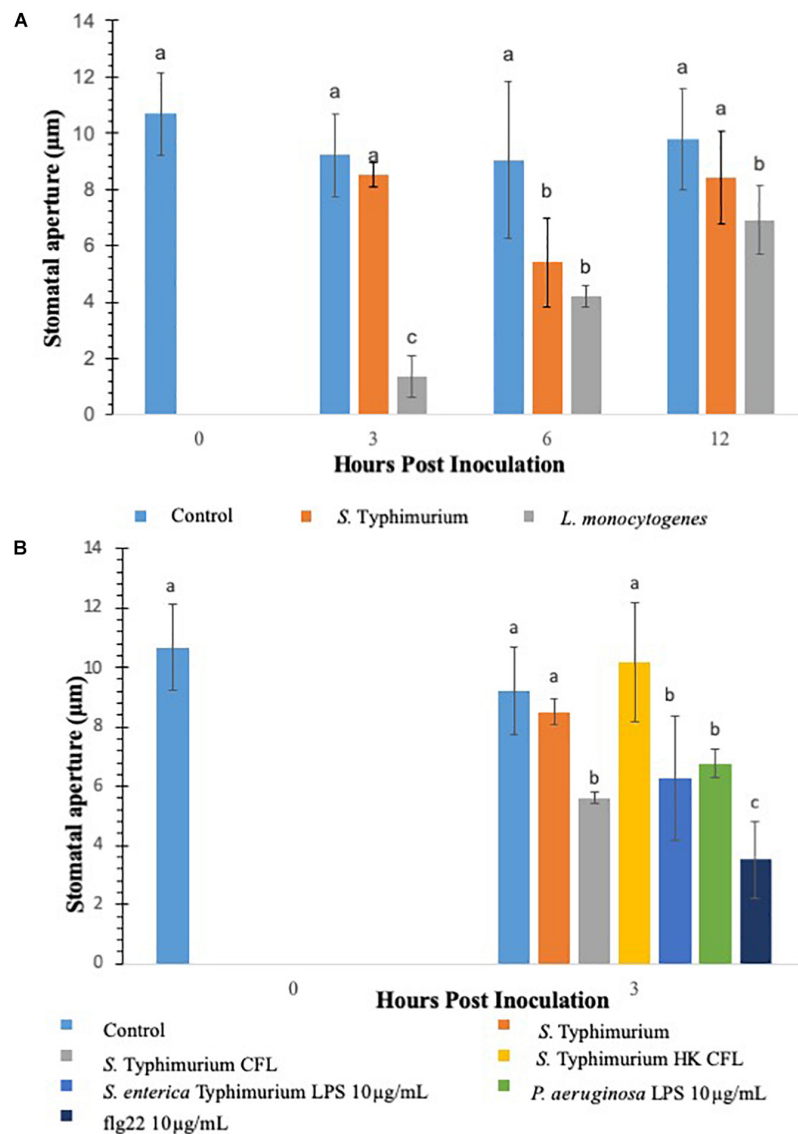 A
14
12
10
8
6
4
2
0
Stomatal aperture (µm)
a
a
a
c
a
b
b
a
a
b
0 3 6 12
Hours Post Inoculation
Control S. Typhimurium L. monocytogenes
B
14
12
10
8
6
4
2
0
Stomatal aperture (µm)
a
a
a
b
a
b
b
c
0 3
Hours Post Inoculation
Control S. Typhimurium
S. Typhimurium CFL S. Typhimurium HK CFL
S. enterica Typhimurium LPS 10µg/mL P. aeruginosa LPS 10µg/mL
flg22 10µg/mL